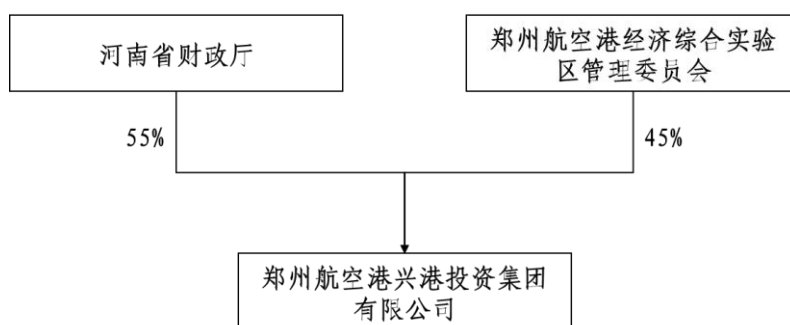 河南省财政厅
郑州航空港经济综合实验
区管理委员会
55%
45%
郑州航空港兴港投资集团
有限公司